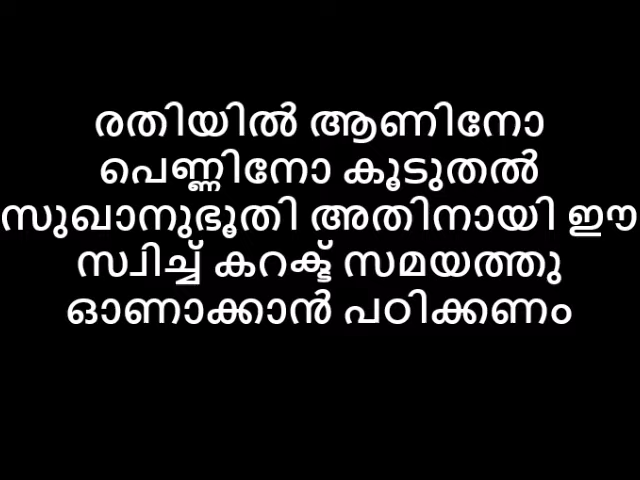 രതിയിൽ ആണിനോ
പെണ്ണിനോ കൂടുതൽ
സുഖാനുഭൂതി അതിനായി ഈ
സ്വിച്ച് കറക്ട് സമയത്തു
ഓണാക്കാൻ പഠിക്കണം